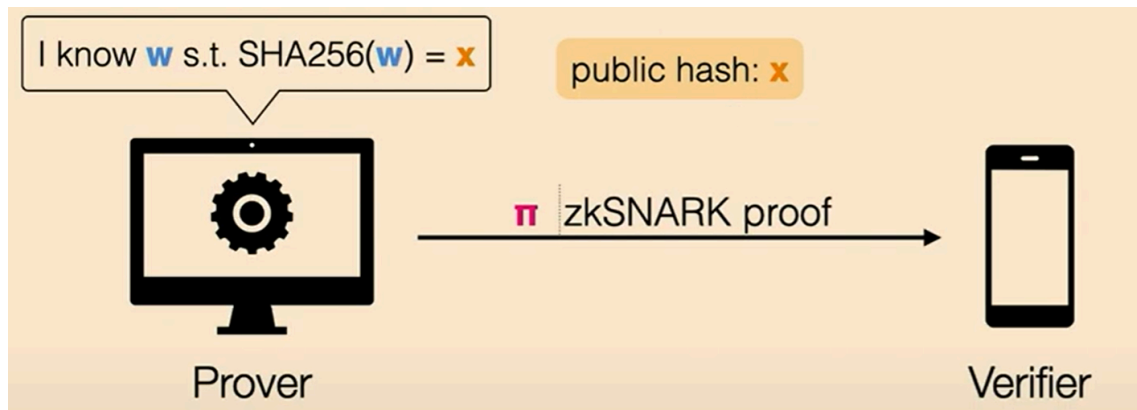 I know w s.t. SHA256(w) = x
public hash: x
π zkSNARK proof
Prover
Verifier